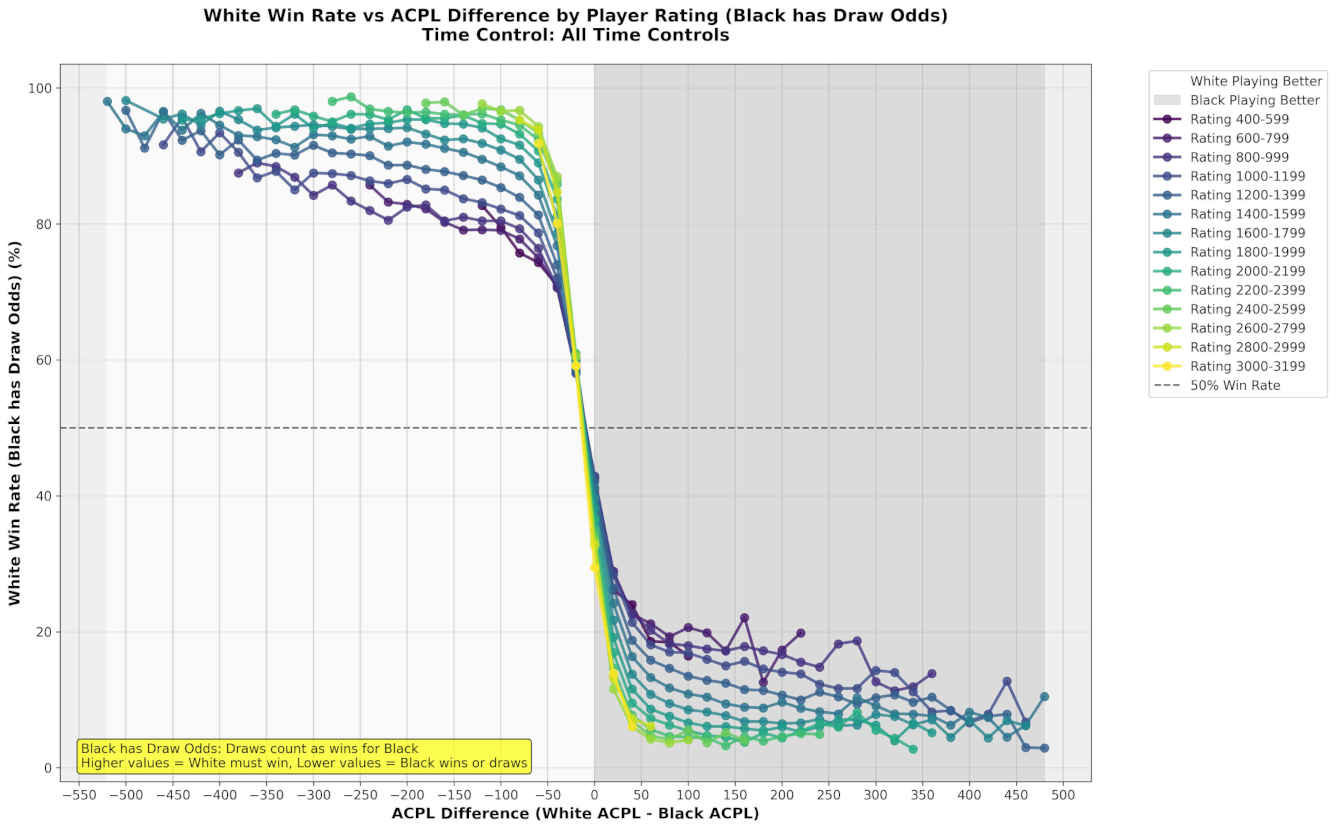 White Win Rate vs ACPL Difference by Player Rating (Black has Draw Odds)
Time Control: All Time Controls
White Win Rate (Black has Draw Odds) (%)
100
80
60
40
20
0
−550
−500
−450
−400
−350
−300
−250
−200
−150
−100
−50
0
50
100
150
200
250
300
350
400
450
500
ACPL Difference (White ACPL - Black ACPL)
Black has Draw Odds: Draws count as wins for Black
Higher values = White must win, Lower values = Black wins or draws
White Playing Better
Black Playing Better
Rating 400-599
Rating 600-799
Rating 800-999
Rating 1000-1199
Rating 1200-1399
Rating 1400-1599
Rating 1600-1799
Rating 1800-1999
Rating 2000-2199
Rating 2200-2399
Rating 2400-2599
Rating 2600-2799
Rating 2800-2999
Rating 3000-3199
50% Win Rate